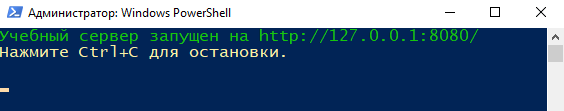 Администратор: Windows PowerShell
Учебный сервер запущен на http://127.0.0.1:8080/
Нажмите Ctrl+C для остановки.